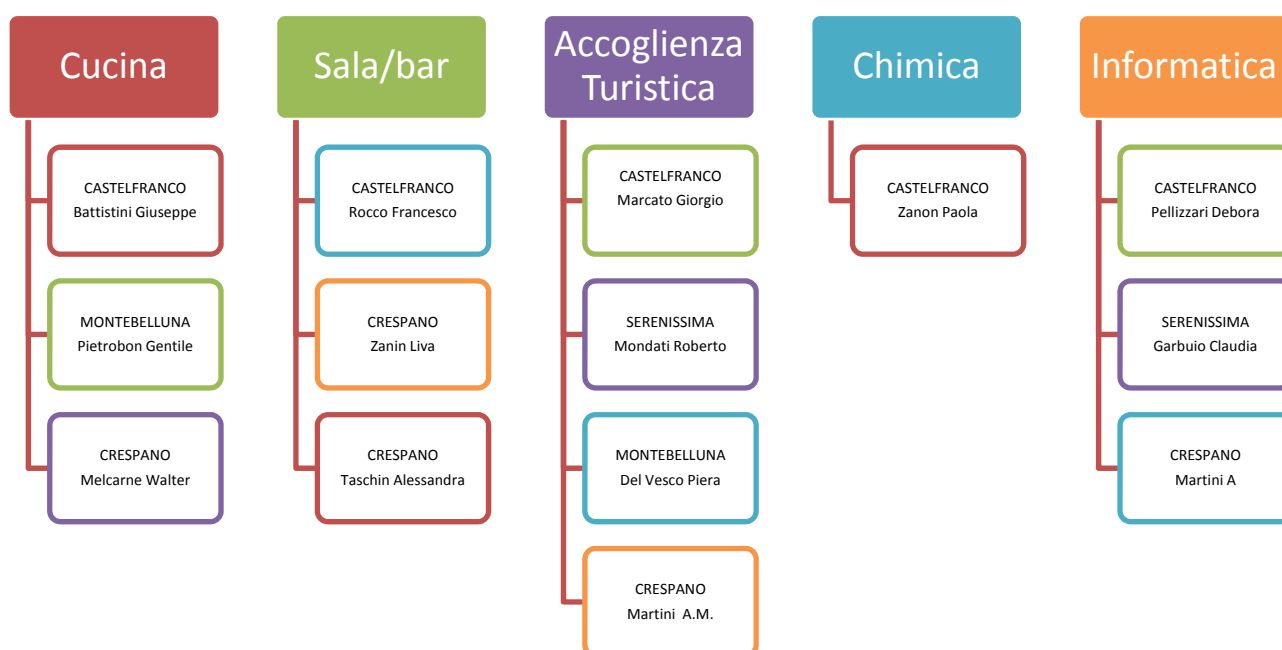 Cucina
CASTELFRANCO
Battistini Giuseppe
MONTEBELLUNA
Pietrobon Gentile
CRESPANO
Melcarne Walter
Sala/bar
CASTELFRANCO
Rocco Francesco
CRESPANO
Zanin Liva
CRESPANO
Taschin Alessandra
Accoglienza
Turistica
CASTELFRANCO
Marcato Giorgio
SERENISSIMA
Mondati Roberto
MONTEBELLUNA
Del Vesco Piera
CRESPANO
Martini A.M.
Chimica
CASTELFRANCO
Zanon Paola
Informatica
CASTELFRANCO
Pellizzari Debora
SERENISSIMA
Garbuio Claudia
CRESPANO
Martini A